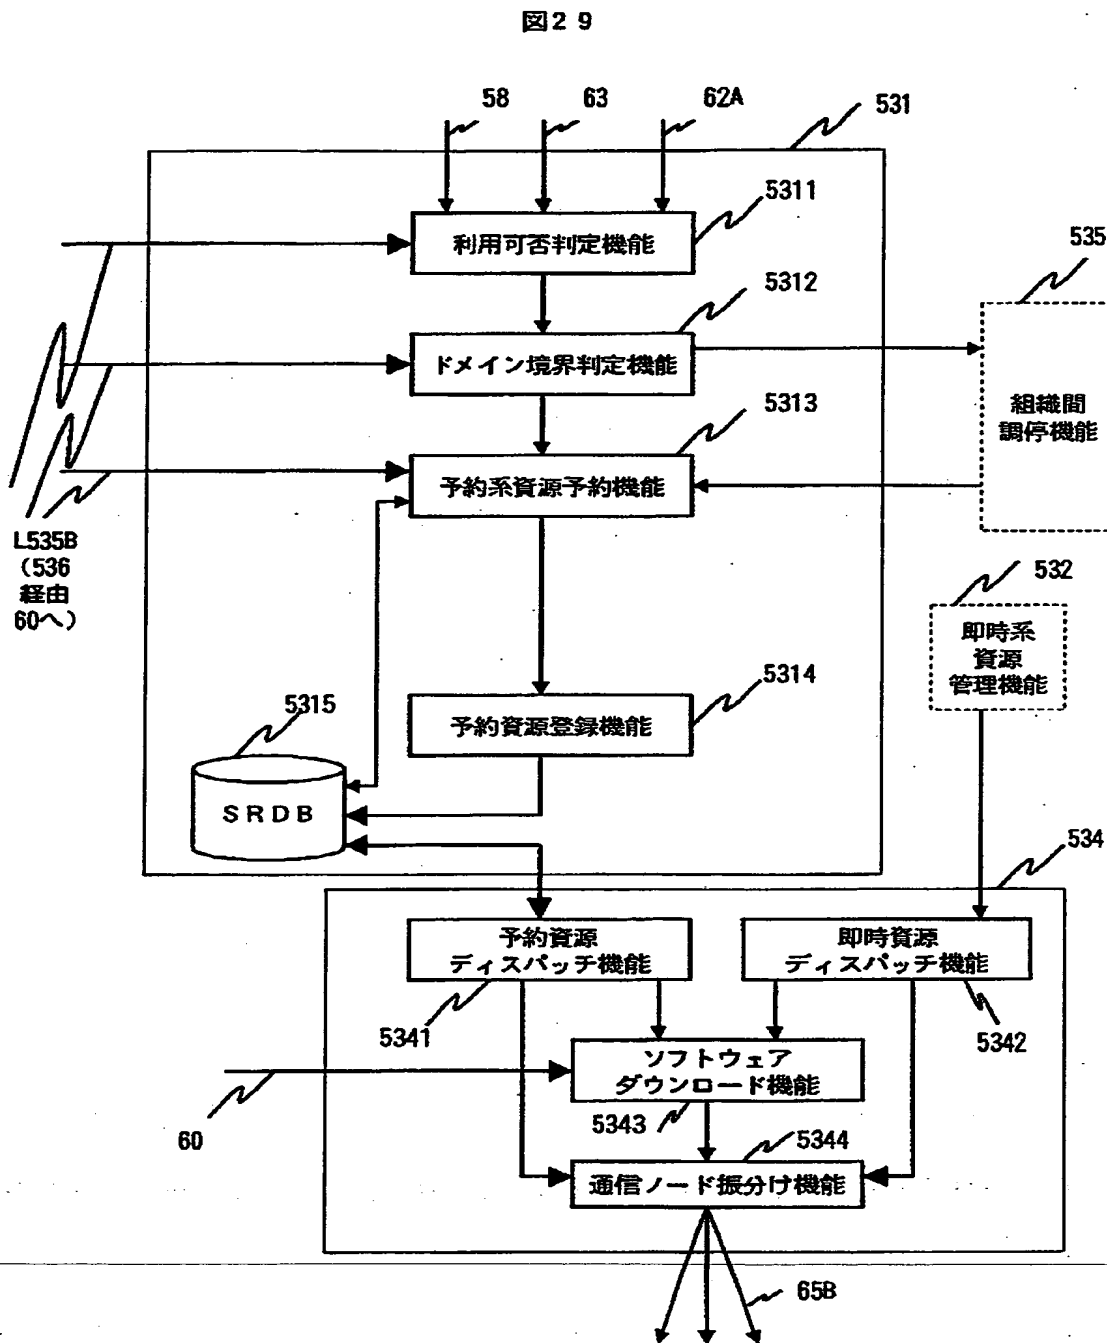 図29
58
63
62A
531
5311
利用可否判定機能
535
5312
ドメイン境界判定機能
組織間
調停機能
5313
予約系資源予約機能
L535B
(536
経由
60へ)
532
即時系
資源
管理機能
5314
予約資源登録機能
5315
SRDB
534
予約資源
ディスパッチ機能
即時資源
ディスパッチ機能
5341
5342
ソフトウェア
ダウンロード機能
60
5343
5344
通信ノード振分け機能
65B